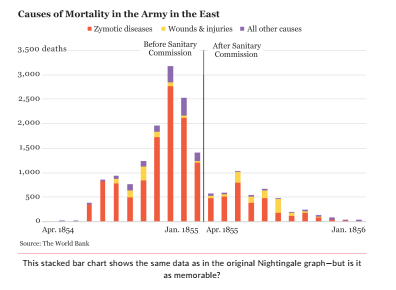 Causes of Mortality in the Army in the East
Zymotic diseases Wounds & injuries All other causes
3,500 deaths
Before Sanitary Commission
After Sanitary Commission
3,000
2,500
2,000
1,500
1,000
500
0
Apr. 1854 Jan. 1855 Apr. 1855 Jan. 1856
Source: The World Bank
This stacked bar chart shows the same data as in the original Nightingale graph—but is it
as memorable?